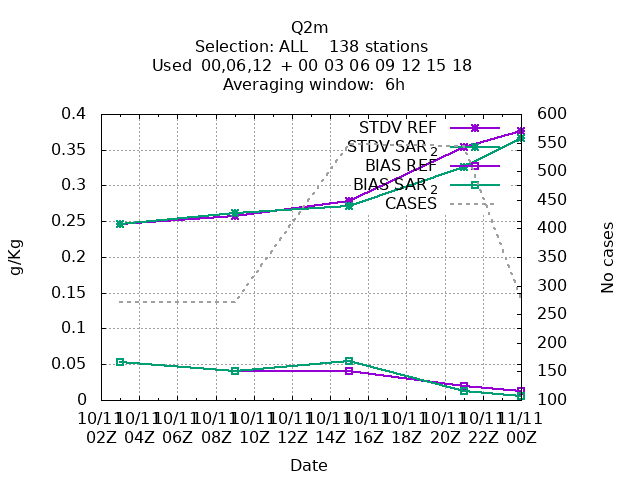 Q2m
Selection: ALL    138 stations
Used  00,06,12  + 00 03 06 09 12 15 18
Averaging window:  6h
0.4
0.35
0.3
0.25
0.2
0.15
0.1
0.05
0
600
550
500
450
400
350
300
250
200
150
100
STDV REF
STDV SAR2
BIAS REF
BIAS SAR2
CASES
g/Kg
No cases
10/11 10/11 10/11 10/11 10/11 10/11 10/11 10/11 10/11 10/11 10/11 11/11
02Z 04Z 06Z 08Z 10Z 12Z 14Z 16Z 18Z 20Z 22Z 00Z
Date